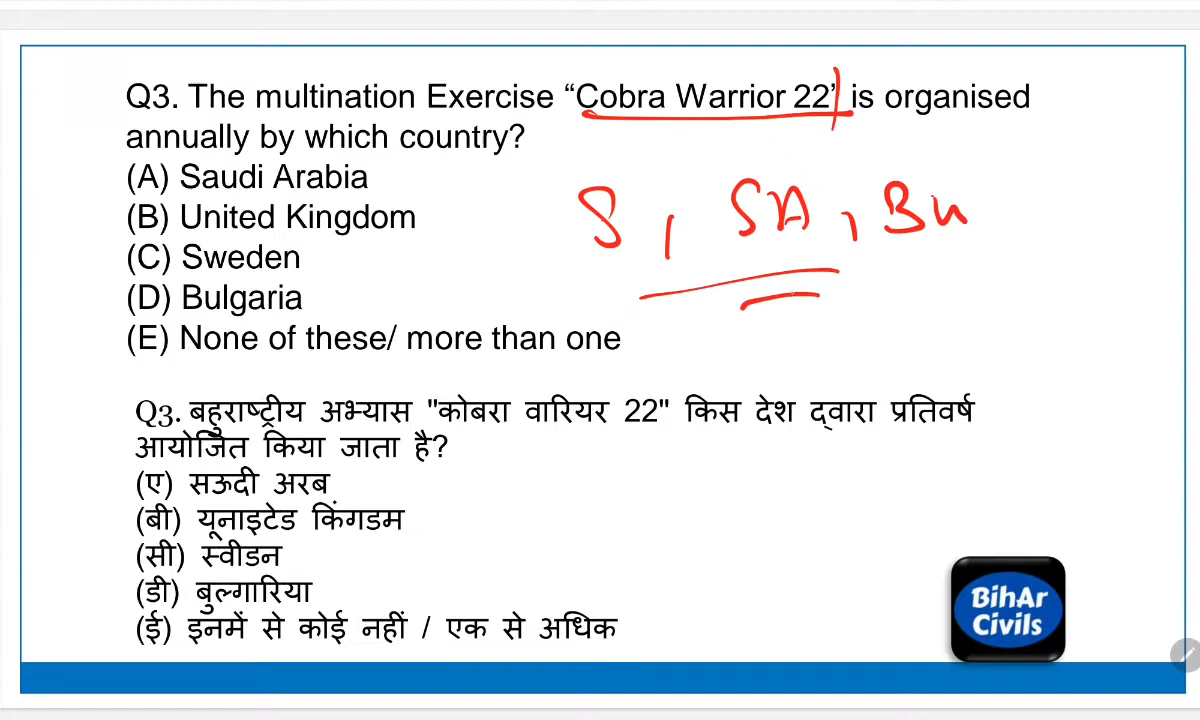 Q3. The multination Exercise “Cobra Warrior 22’ is organised
annually by which country?
(A) Saudi Arabia
(B) United Kingdom
(C) Sweden
(D) Bulgaria
(E) None of these/ more than one
S, SA, Bu
Q3. बहुराष्ट्रीय अभ्यास "कोबरा वारियर 22" किस देश द्वारा प्रतिवर्ष
आयोजित किया जाता है?
(ए) सऊदी अरब
(बी) यूनाइटेड किंगडम
(सी) स्वीडन
(डी) बुल्गारिया
(ई) इनमें से कोई नहीं / एक से अधिक
BihAr
Civils